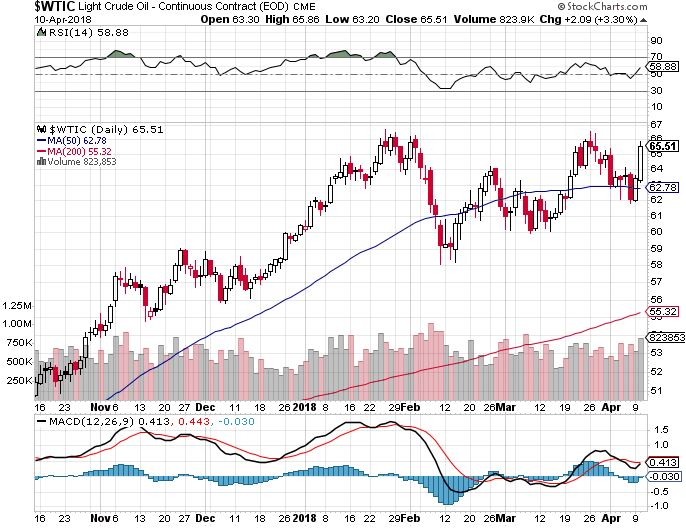 $WTIC Light Crude Oil - Continuous Contract (EOD) CME © StockCharts.com
10-Apr-2018 Open 63.30 High 65.86 Low 63.20 Close 65.51 Volume 823.9K Chg +2.09 (+3.30%)
RSI(14) 58.88
90
70
58.88
50
30
10
$WTIC (Daily) 65.51
MA(50) 62.78
MA(200) 55.32
Volume 823,853
67
66
65.51
65
64
63
62.78
62
61
60
59
58
57
56
55.32
1.25M
1.00M
823853
750K
53
500K
52
250K
51
16 23 Nov 6 13 20 27 Dec 11 18 26 2018 8 16 22 29 Feb 12 20 26 Mar 12 19 26 Apr 9
MACD(12,26,9) 0.413, 0.443, -0.030
1.5
1.0
0.413
-0.030
-0.5
-1.0
16 23 Nov 6 13 20 27 Dec 11 18 26 2018 8 16 22 29 Feb 12 20 26 Mar 12 19 26 Apr 9